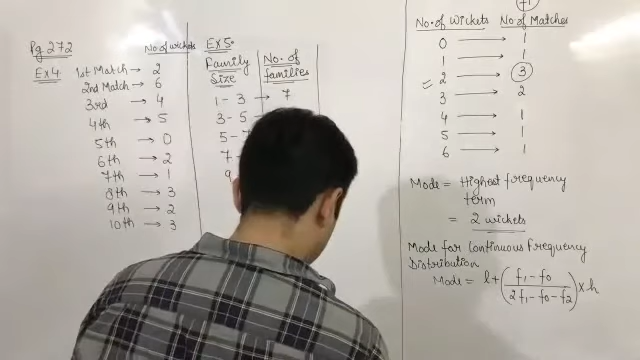 Pg 272
No. of wickets
Ex 4
1st Match → 2
2nd Match → 6
3rd → 4
4th → 5
5th → 0
6th → 2
7th → 1
8th → 3
9th → 2
10th → 3
Ex 5.
Family Size
No. of families
1 - 3 → 7
3 - 5
5 - 7
7 -
9
No. of Wickets No. of Matches
0 → 1
1 → 1
2 → 3
3 → 2
4 → 1
5 → 1
6 → 1
Mode = Highest frequency
term
= 2 wickets
Mode for Continuous Frequency
Distribution
Mode = l + (f1 - f0 / 2f1 - f0 - f2) × h